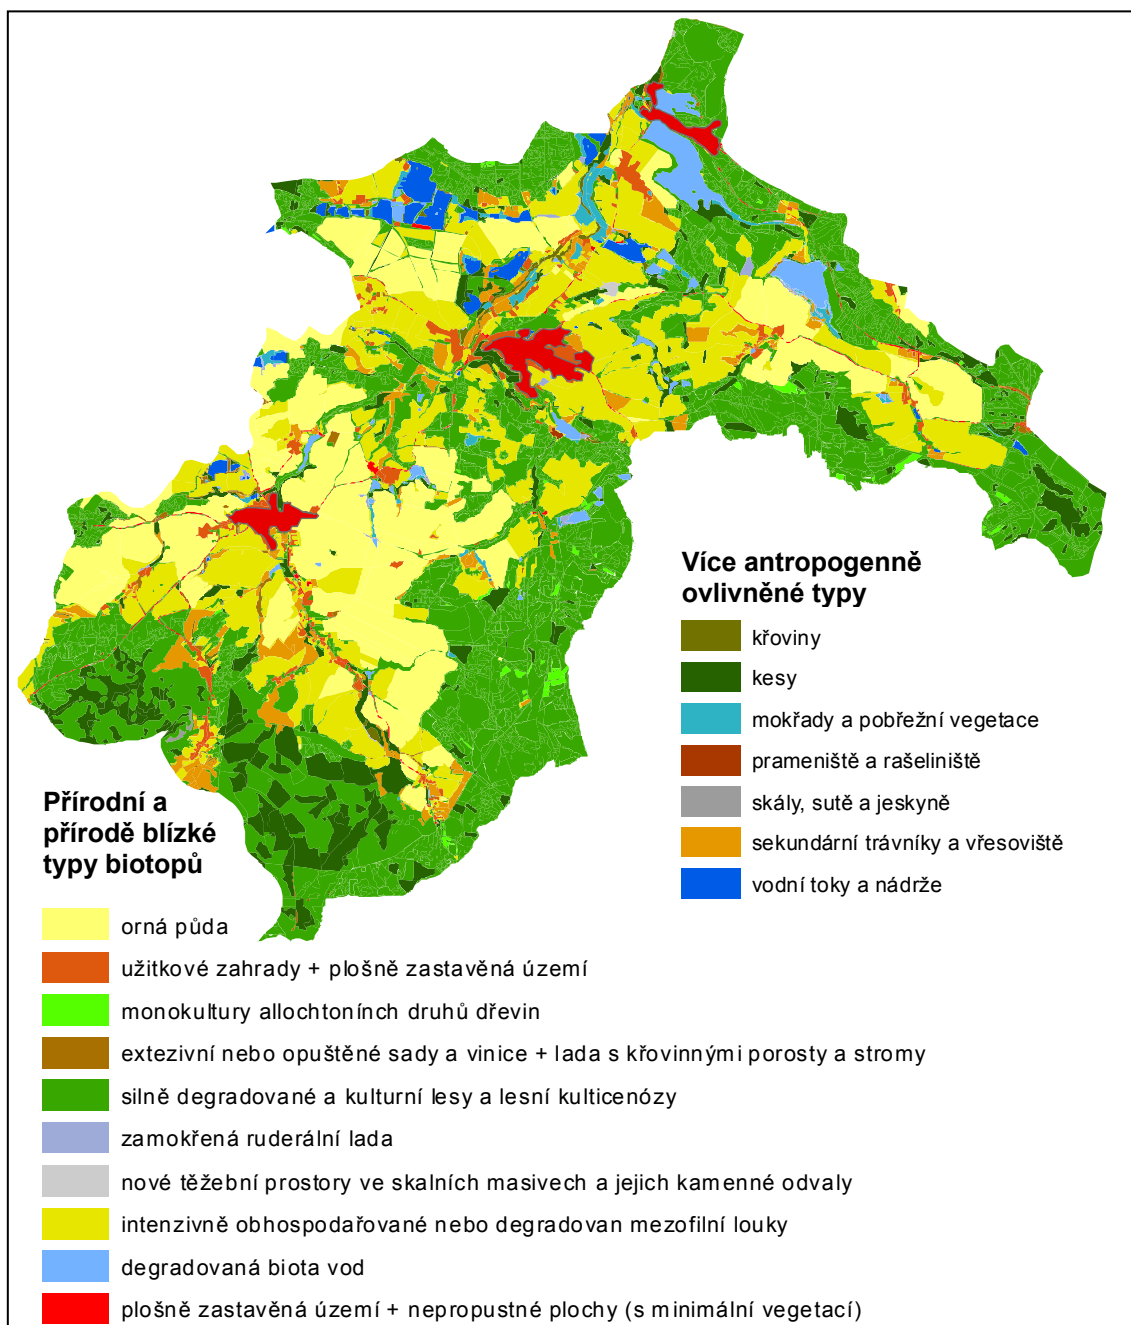 Více antropogenně
ovlivněné typy
křoviny
kesy
mokřady a pobřežní vegetace
prameniště a rašeliniště
skály, sutě a jeskyně
sekundární trávníky a vřesoviště
vodní toky a nádrže
Přírodní a
přírodě blízké
typy biotopů
orná půda
užitkové zahrady + plošně zastavěná území
monokultury allochtonínch druhů dřevin
extezivní nebo opuštěné sady a vinice + lada s křovinnými porosty a stromy
silně degradované a kulturní lesy a lesní kulticenózy
zamokřená ruderální lada
nové těžební prostory ve skalních masivech a jejich kamenné odvaly
intenzivně obhospodařované nebo degradovan mezofilní louky
degradovaná biota vod
plošně zastavěná území + nepropustné plochy (s minimální vegetací)